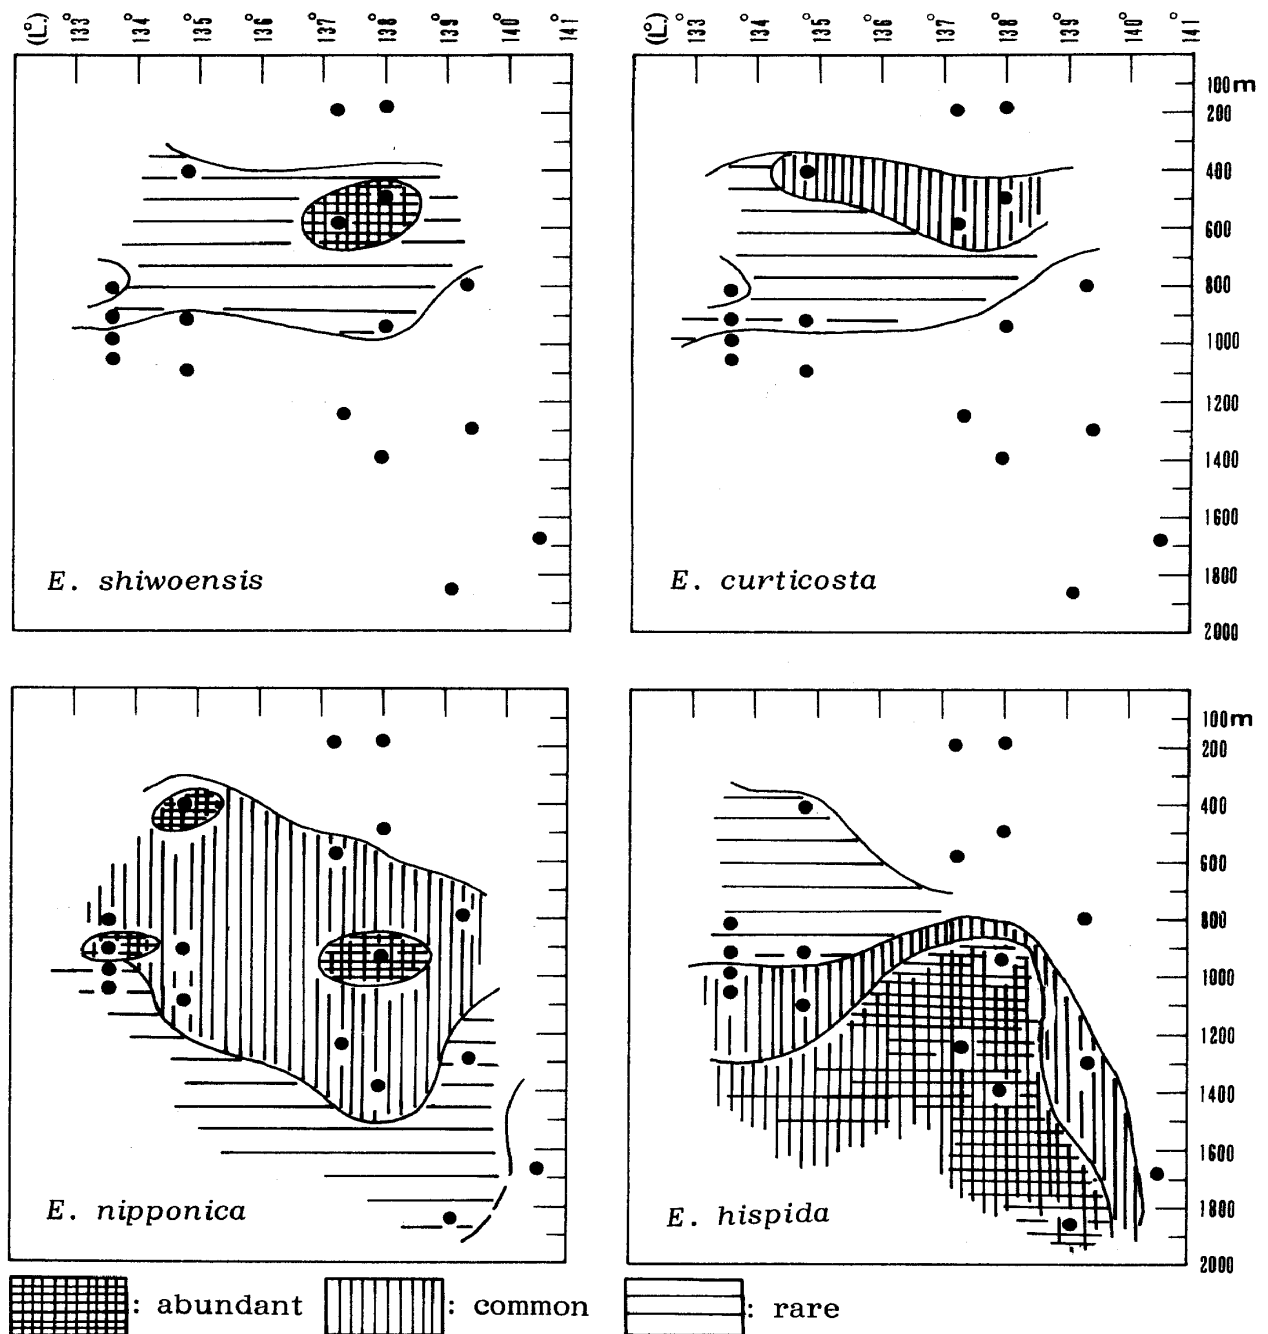 (L.) 133° 134° 135° 136° 137° 138° 139° 140° 141°
(L.) 133° 134° 135° 136° 137° 138° 139° 140° 141°
100m
200
400
600
800
1000
1200
1400
1600
1800
2000
E. shiwoensis
E. curticosta
100m
200
400
600
800
1000
1200
1400
1600
1800
2000
E. nipponica
E. hispida
: abundant : common : rare